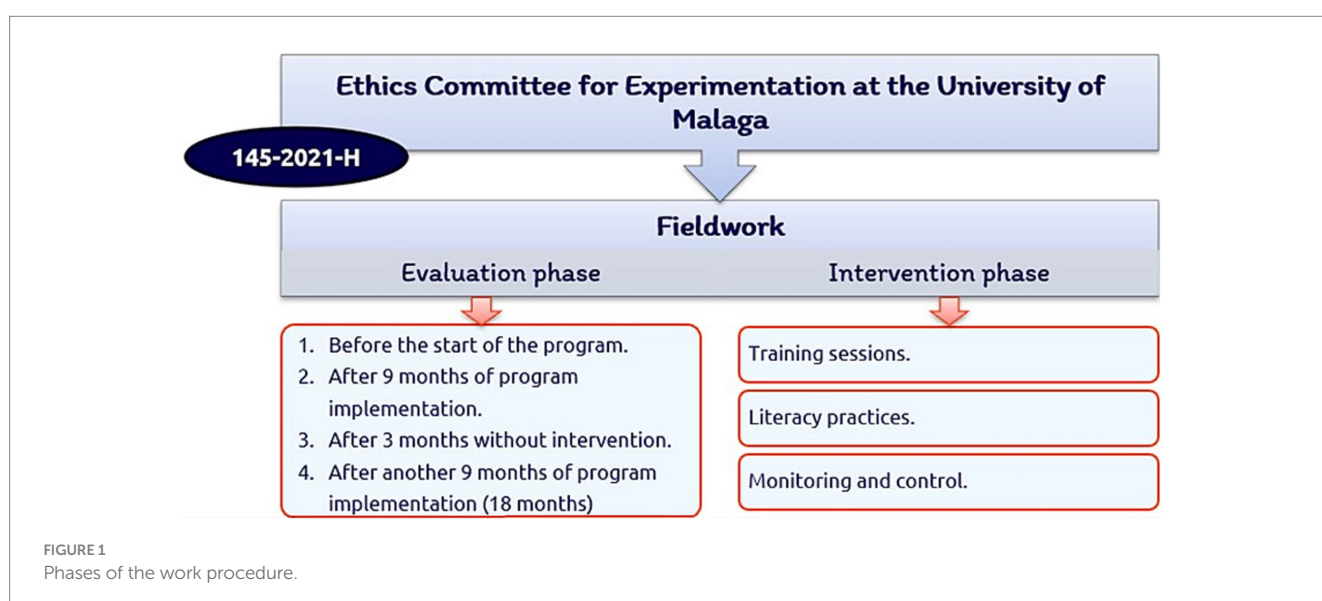 Ethics Committee for Experimentation at the University of
Malaga
145-2021-H
Fieldwork
Evaluation phase
Intervention phase
1. Before the start of the program.
2. After 9 months of program
implementation.
3. After 3 months without intervention.
4. After another 9 months of program
implementation (18 months)
Training sessions.
Literacy practices.
Monitoring and control.
FIGURE 1
Phases of the work procedure.